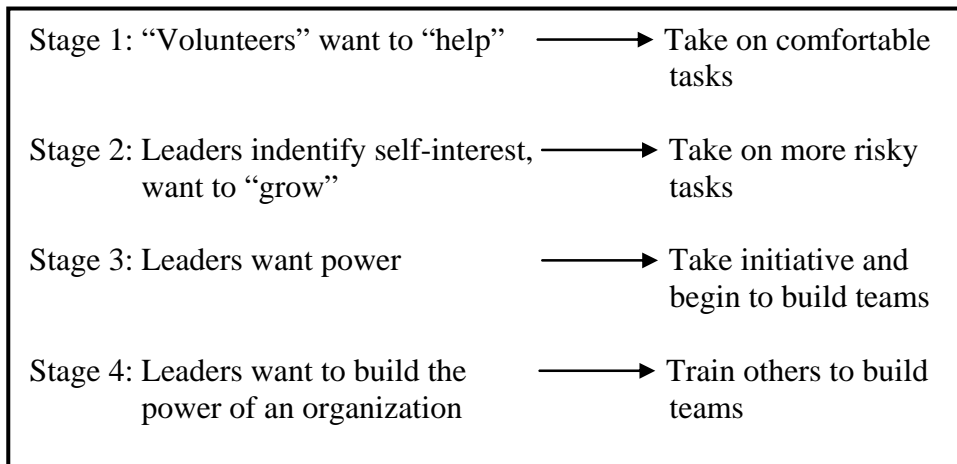 Stage 1: “Volunteers” want to “help” Take on comfortable
tasks
Stage 2: Leaders indentify self-interest, Take on more risky
want to “grow” tasks
Stage 3: Leaders want power Take initiative and
begin to build teams
Stage 4: Leaders want to build the Train others to build
power of an organization teams